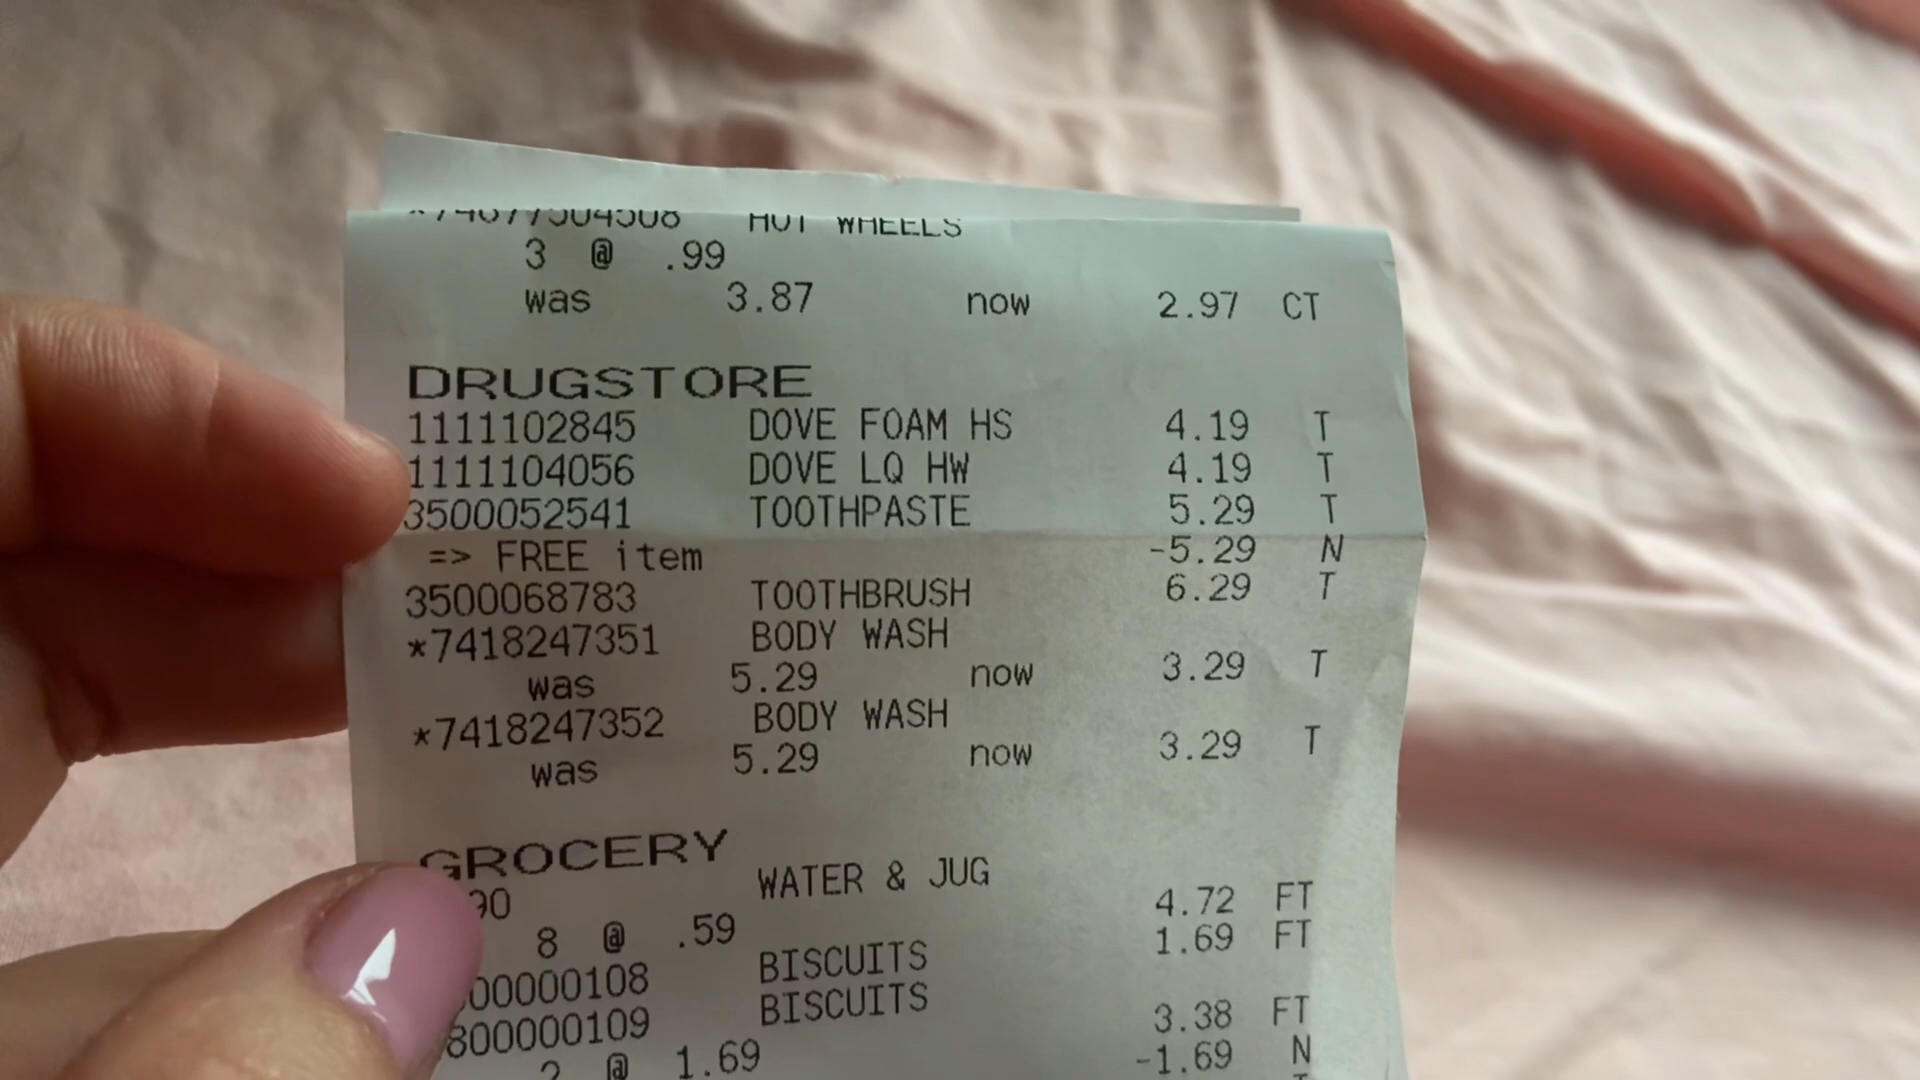 *74677504508 HOT WHEELS
3 @ .99
was 3.87 now 2.97 CT
DRUGSTORE
1111102845 DOVE FOAM HS 4.19 T
1111104056 DOVE LQ HW 4.19 T
3500052541 TOOTHPASTE 5.29 T
=> FREE item -5.29 N
3500068783 TOOTHBRUSH 6.29 T
*7418247351 BODY WASH
was 5.29 now 3.29 T
*7418247352 BODY WASH
was 5.29 now 3.29 T
GROCERY
90 WATER & JUG
8 @ .59 4.72 FT
00000108 BISCUITS 1.69 FT
800000109 BISCUITS
2 @ 1.69 3.38 FT
-1.69 N